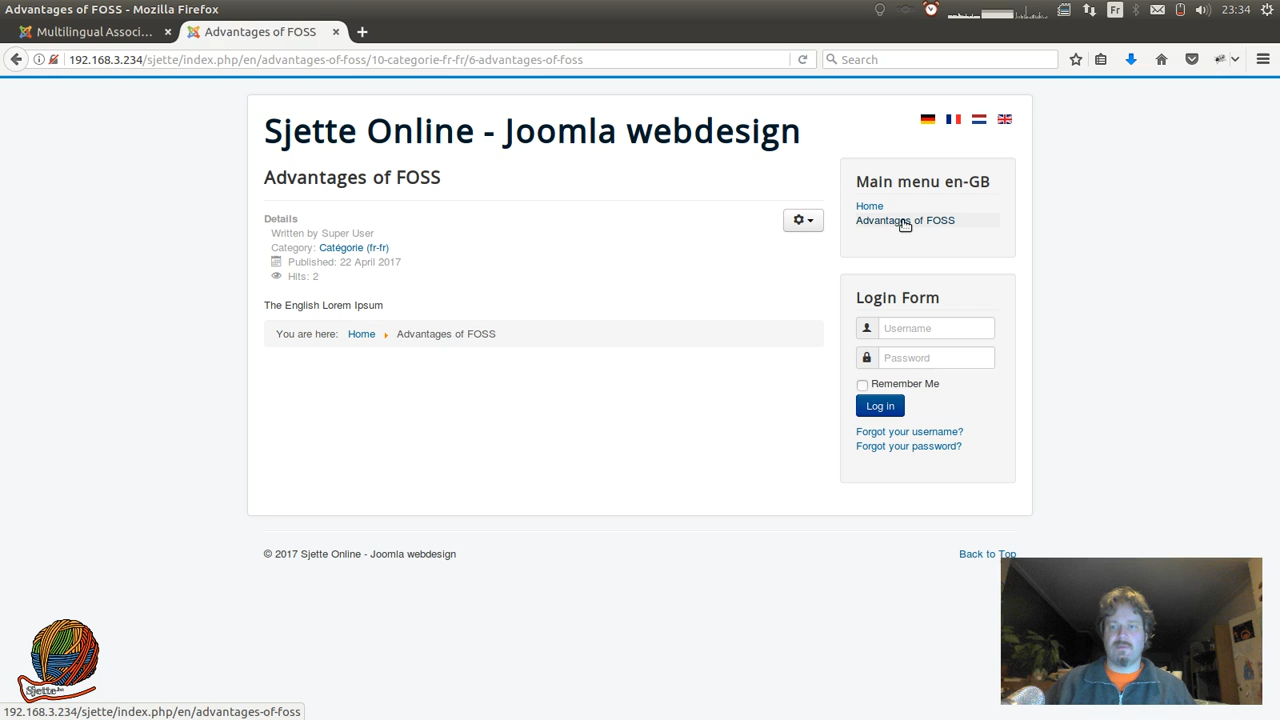 Advantages of FOSS - Mozilla Firefox
Fr
23:34
Multilingual Associ... ×
Advantages of FOSS ×
192.168.3.234/sjette/index.php/en/advantages-of-foss/10-categorie-fr-fr/6-advantages-of-foss
Search
Sjette Online - Joomla webdesign
Advantages of FOSS
Details
Written by Super User
Category: Catégorie (fr-fr)
Published: 22 April 2017
Hits: 2
The English Lorem Ipsum
You are here: Home Advantages of FOSS
Main menu en-GB
Home
Advantages of FOSS
Login Form
Username
Password
Remember Me
Log in
Forgot your username?
Forgot your password?
© 2017 Sjette Online - Joomla webdesign
Back to Top
192.168.3.234/sjette/index.php/en/advantages-of-foss